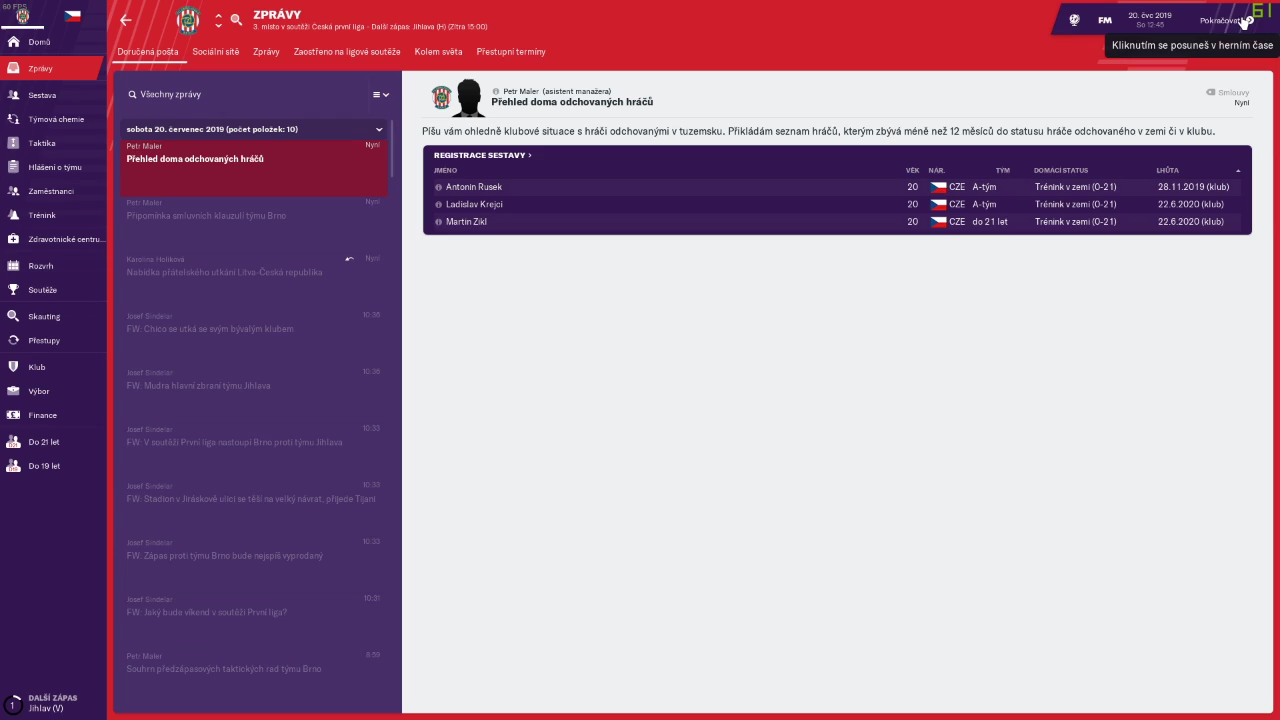 60 FPS
61
ZPRÁVY
3. místo v soutěži Česká první liga - Další zápas: Jihlava (H) (Zítra 15:00)
FM
20. čvc 2019
So 12:45
Pokračovat
Kliknutím se posuneš v herním čase
Doručená pošta
Sociální sítě
Zprávy
Zaostřeno na ligové soutěže
Kolem světa
Přestupní termíny
Domů
Zprávy
Sestava
Týmová chemie
Taktika
Hlášení o týmu
Zaměstnanci
Trénink
Zdravotnické centru...
Rozvrh
Soutěže
Skauting
Přestupy
Klub
Výbor
Finance
Do 21 let
Do 19 let
1
DALŠÍ ZÁPAS
Jihlav (V)
Všechny zprávy
sobota 20. červenec 2019 (počet položek: 10)
Petr Maler Nyní
Přehled doma odchovaných hráčů
Petr Maler Nyní
Připomínka smluvních klauzulí týmu Brno
Karolína Holíková Nyní
Nabídka přátelského utkání Litva-Česká republika
Josef Šindelář 10:36
FW: Chico se utká se svým bývalým klubem
Josef Šindelář 10:36
FW: Mudra hlavní zbraní týmu Jihlava
Josef Šindelář 10:33
FW: V soutěži První liga nastoupí Brno proti týmu Jihlava
Josef Šindelář 10:33
FW: Stadion v Jiráskově ulici se těší na velký návrat, přijede Tijani
Josef Šindelář 10:33
FW: Zápas proti týmu Brno bude nejspíš vyprodaný
Josef Šindelář 10:31
FW: Jaký bude víkend v soutěži První liga?
Petr Maler 8:59
Souhrn předzápasových taktických rad týmu Brno
Petr Maler (asistent manažera)
Přehled doma odchovaných hráčů
Smlouvy
Nyní
Píšu vám ohledně klubové situace s hráči odchovanými v tuzemsku. Přikládám seznam hráčů, kterým zbývá méně než 12 měsíců do statusu hráče odchovaného v zemi či v klubu.
REGISTRACE SESTAVY >
JMÉNO VĚK NÁR. TÝM DOMÁCÍ STATUS LHŮTA
Antonín Růsek 20 CZE A-tým Trénink v zemi (0-21) 28.11.2019 (klub)
Ladislav Krejčí 20 CZE A-tým Trénink v zemi (0-21) 22.6.2020 (klub)
Martin Zikl 20 CZE do 21 let Trénink v zemi (0-21) 22.6.2020 (klub)